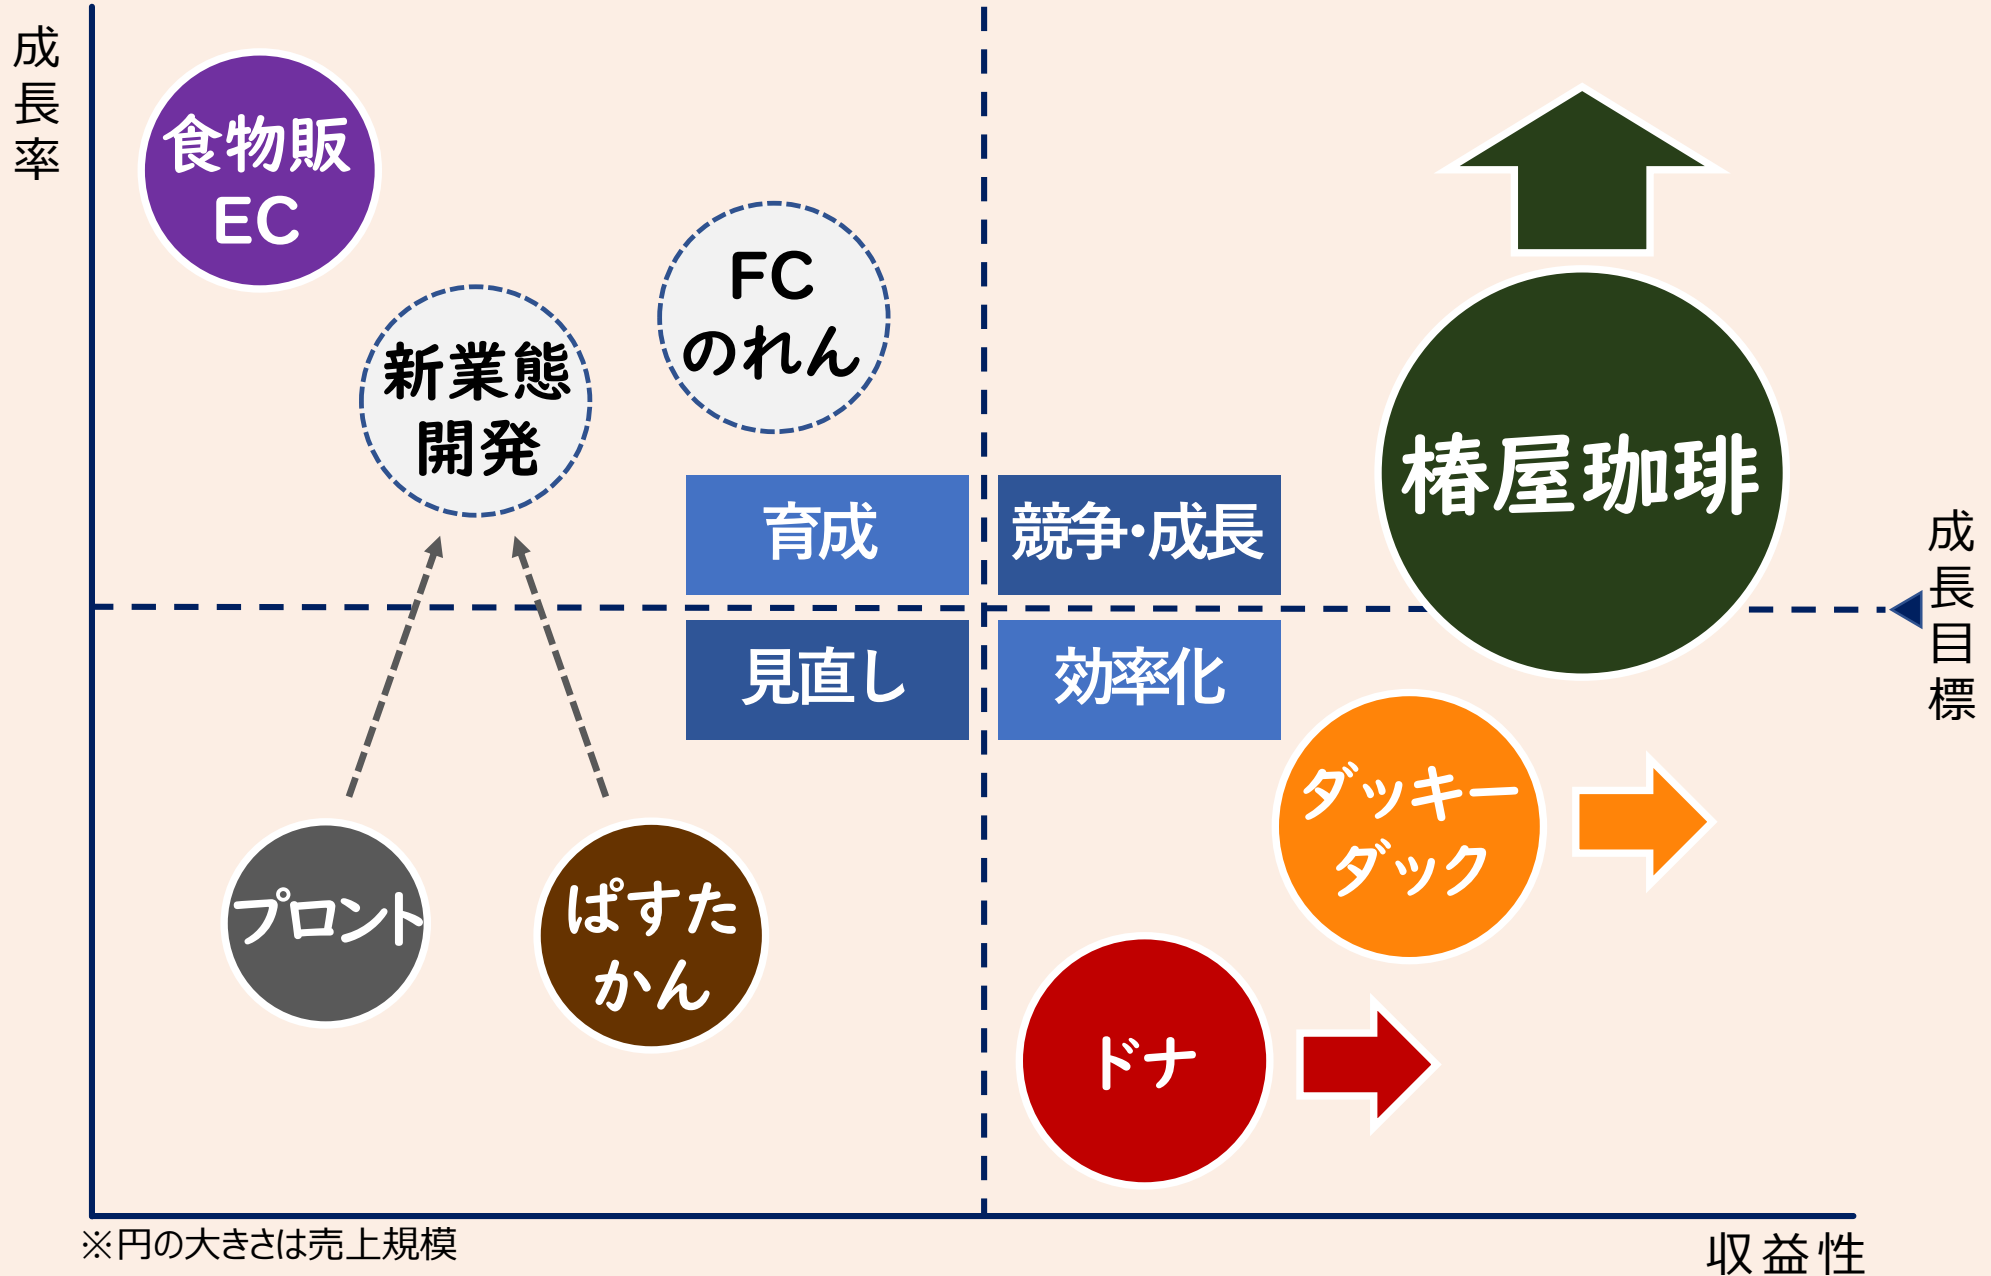 成長率
食物販
EC
FC
のれん
新業態
開発
椿屋珈琲
育成
競争・成長
成長目標
見直し
効率化
ダッキー
ダック
プロント
ぱすた
かん
ドナ
※円の大きさは売上規模
収益性